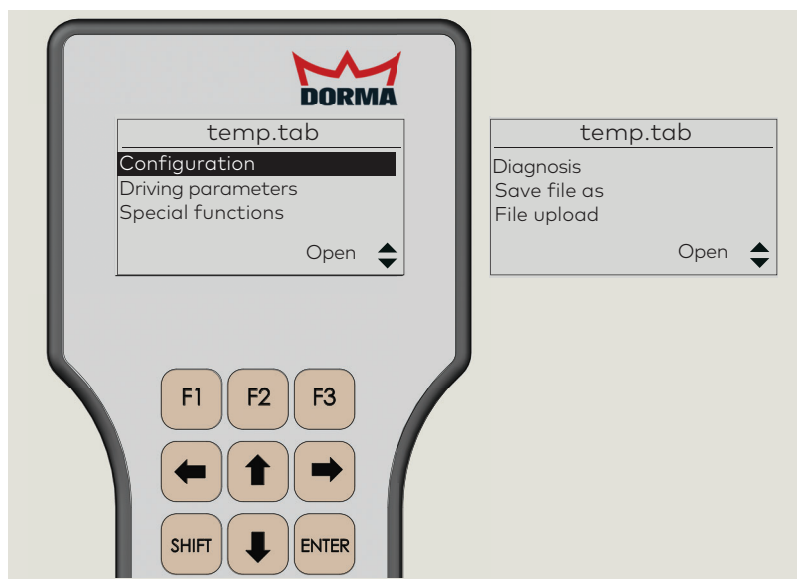 DORMA
temp.tab
Configuration
Driving parameters
Special functions
Open
temp.tab
Diagnosis
Save file as
File upload
Open
F1 F2 F3
SHIFT ENTER